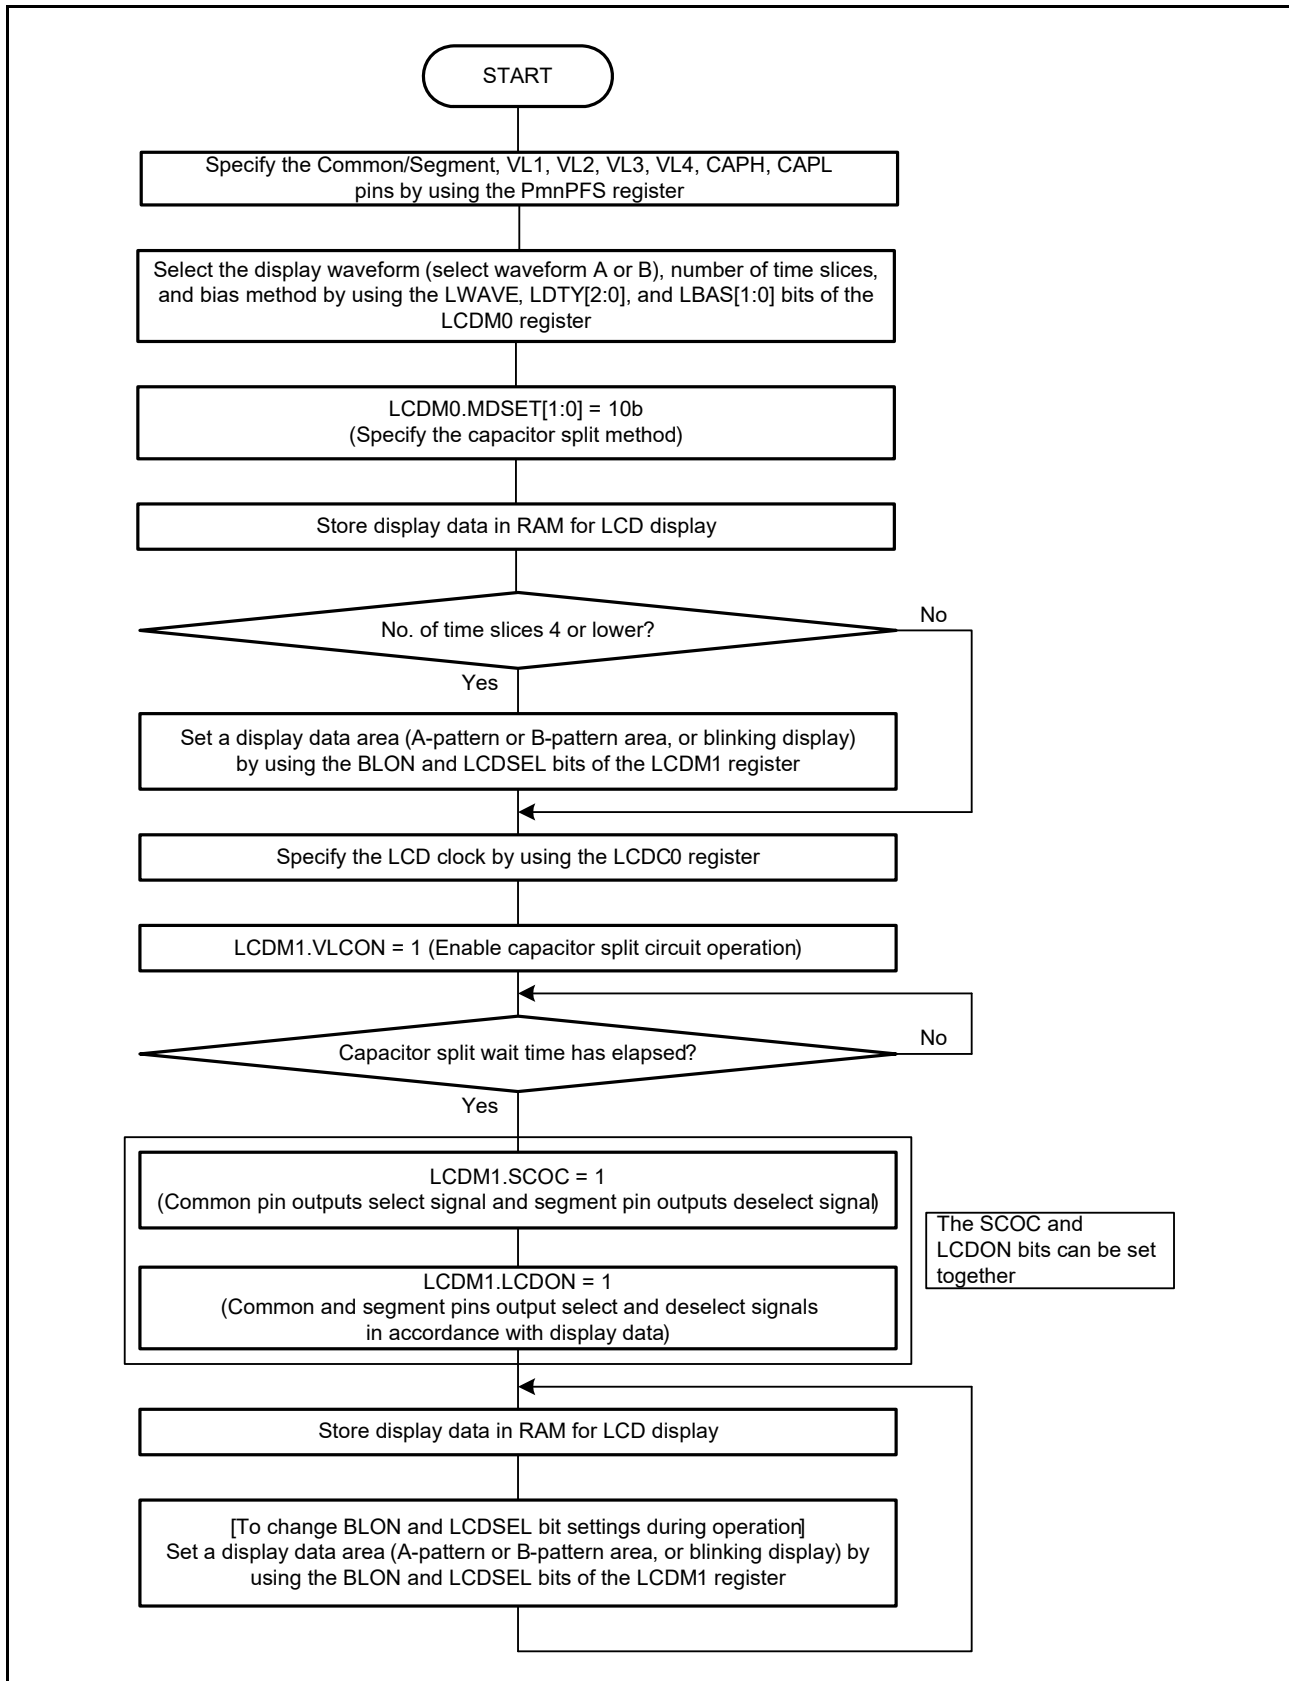 START
Specify the Common/Segment, VL1, VL2, VL3, VL4, CAPH, CAPL
pins by using the PmnPFS register
Select the display waveform (select waveform A or B), number of time slices,
and bias method by using the LWAVE, LDTY[2:0], and LBAS[1:0] bits of the
LCDM0 register
LCDM0.MDSET[1:0] = 10b
(Specify the capacitor split method)
Store display data in RAM for LCD display
No. of time slices 4 or lower?
No
Yes
Set a display data area (A-pattern or B-pattern area, or blinking display)
by using the BLON and LCDSEL bits of the LCDM1 register
Specify the LCD clock by using the LCDC0 register
LCDM1.VLCON = 1 (Enable capacitor split circuit operation)
Capacitor split wait time has elapsed?
No
Yes
LCDM1.SCOC = 1
(Common pin outputs select signal and segment pin outputs deselect signal)
The SCOC and
LCDON bits can be set
together
LCDM1.LCDON = 1
(Common and segment pins output select and deselect signals
in accordance with display data)
Store display data in RAM for LCD display
[To change BLON and LCDSEL bit settings during operation]
Set a display data area (A-pattern or B-pattern area, or blinking display) by
using the BLON and LCDSEL bits of the LCDM1 register